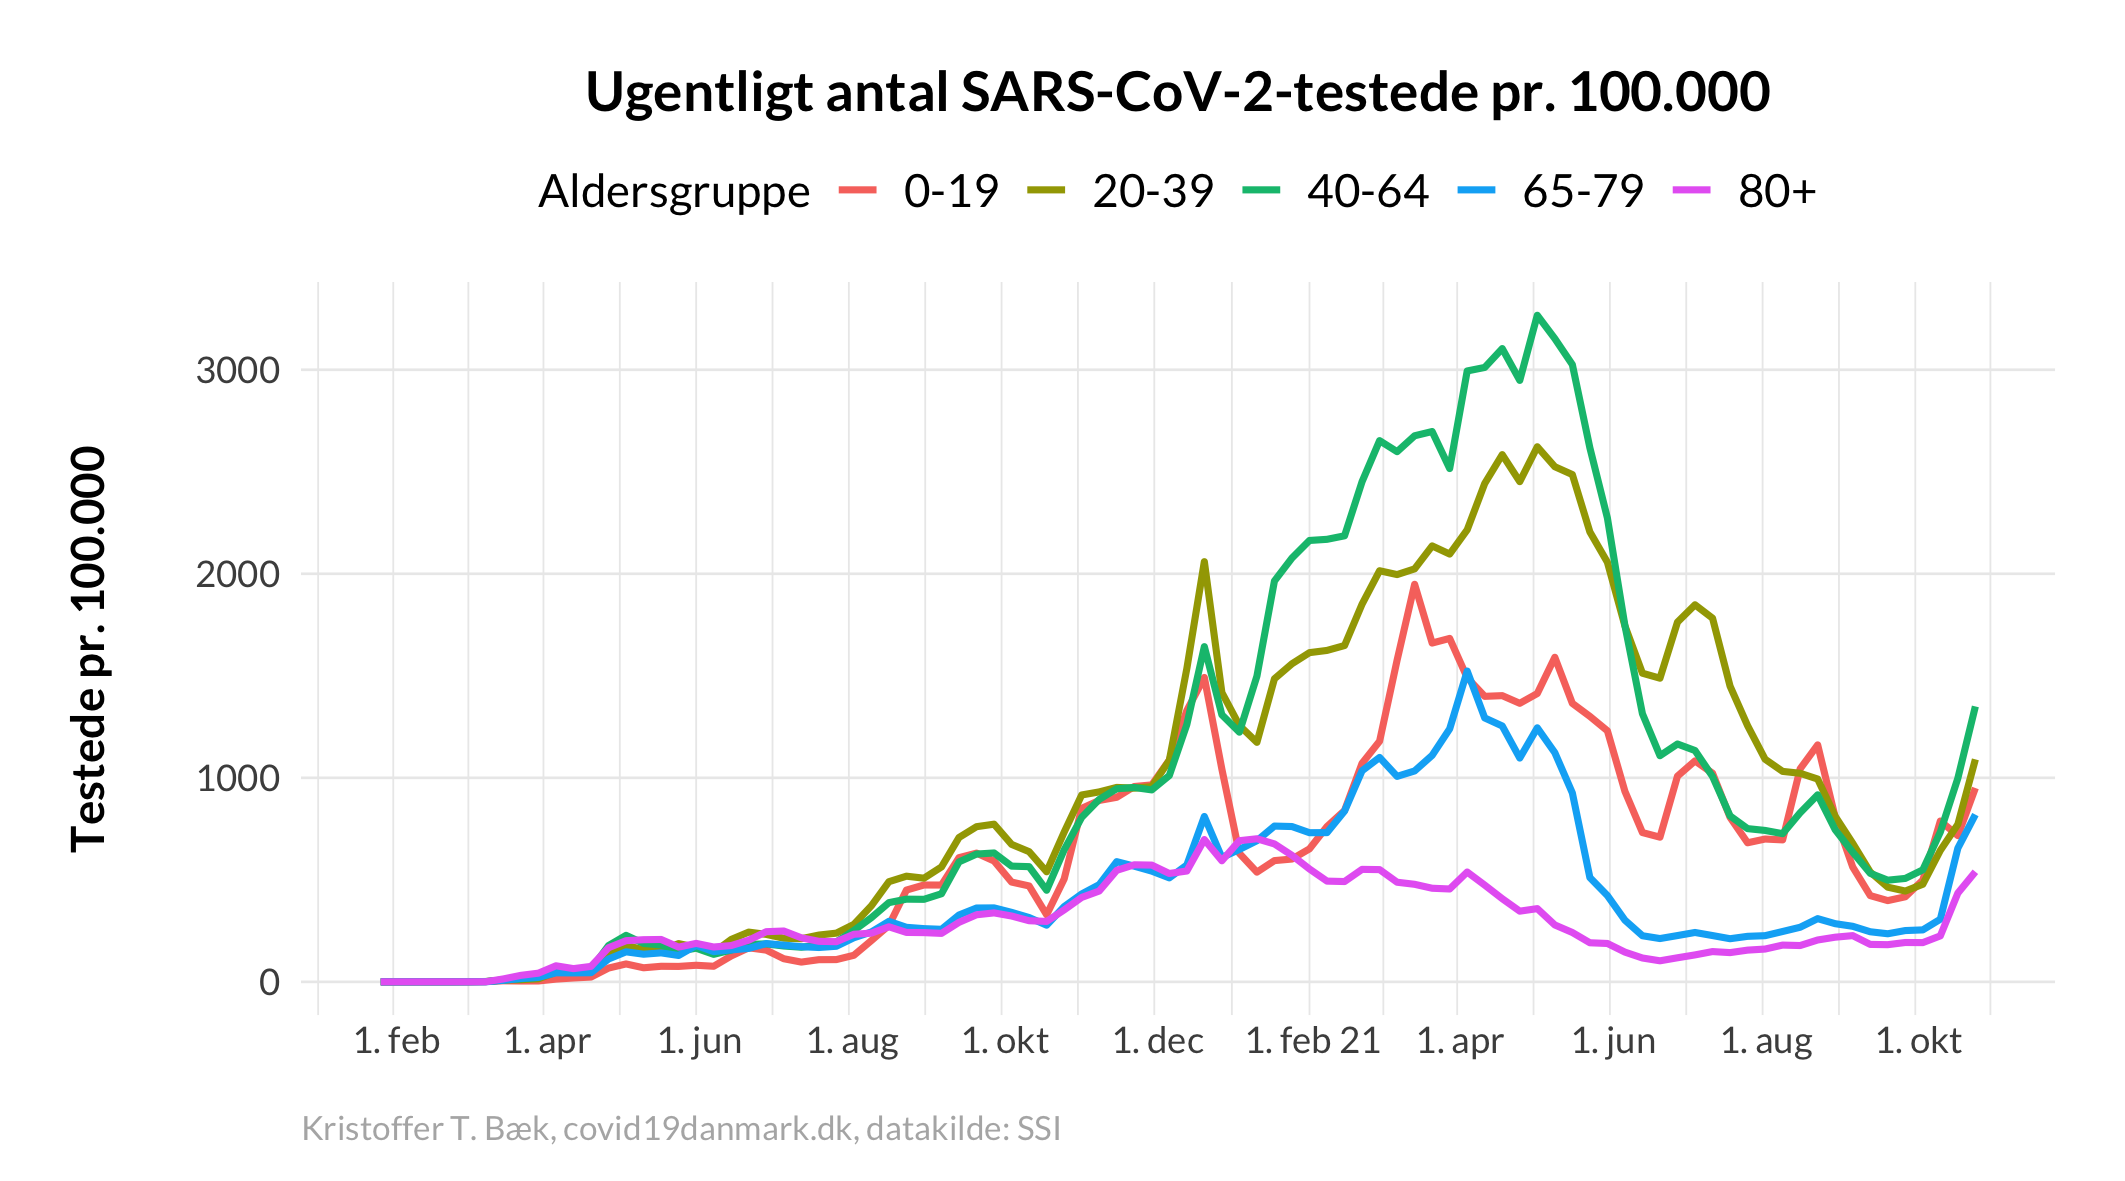 Ugentligt antal SARS-CoV-2-testede pr. 100.000
Aldersgruppe 0-19 20-39 40-64 65-79 80+
Testede pr. 100.000
3000
2000
1000
0
1. feb 1. apr 1. jun 1. aug 1. okt 1. dec 1. feb 21 1. apr 1. jun 1. aug 1. okt
Kristoffer T. Bæk, covid19danmark.dk, datakilde: SSI